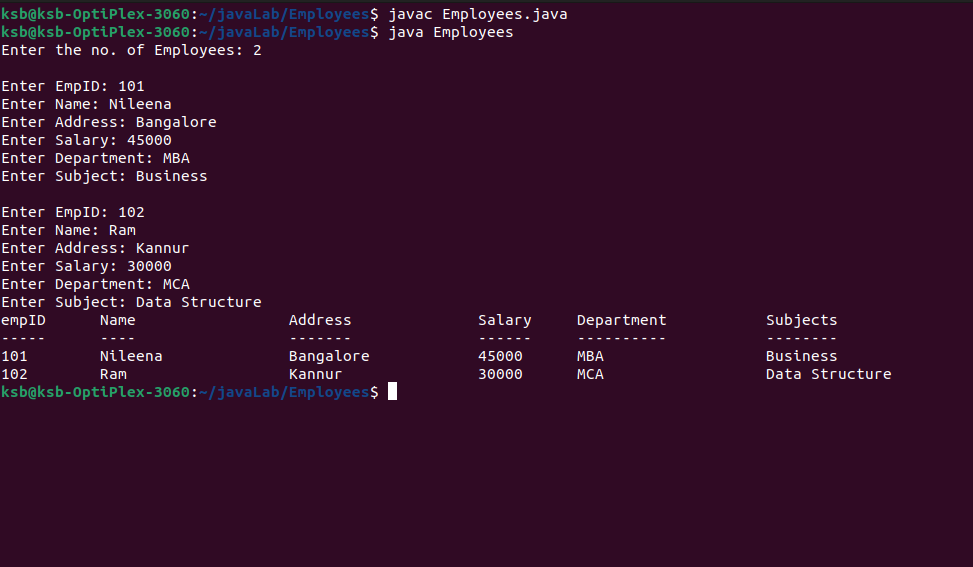 ksb@ksb-OptiPlex-3060:~/javaLab/Employees$ javac Employees.java
ksb@ksb-OptiPlex-3060:~/javaLab/Employees$ java Employees
Enter the no. of Employees: 2

Enter EmpID: 101
Enter Name: Nileena
Enter Address: Bangalore
Enter Salary: 45000
Enter Department: MBA
Enter Subject: Business

Enter EmpID: 102
Enter Name: Ram
Enter Address: Kannur
Enter Salary: 30000
Enter Department: MCA
Enter Subject: Data Structure
empID      Name                 Address              Salary     Department           Subjects
-----      ----                 -------              ------     ----------           --------
101        Nileena              Bangalore            45000      MBA                  Business
102        Ram                  Kannur               30000      MCA                  Data Structure
ksb@ksb-OptiPlex-3060:~/javaLab/Employees$